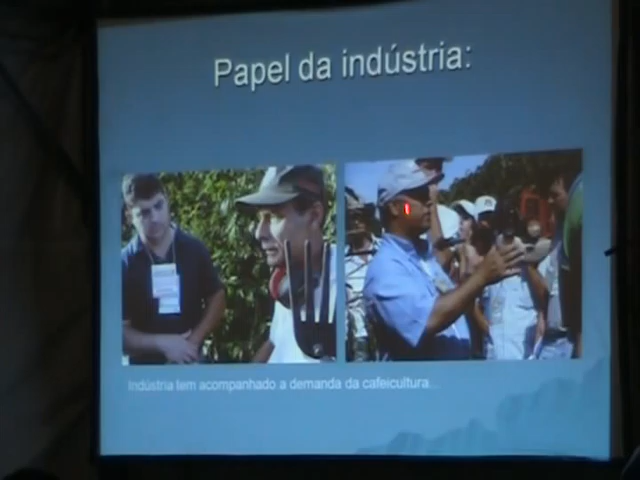 Papel da indústria:
Indústria tem acompanhado a demanda da cafeicultura...